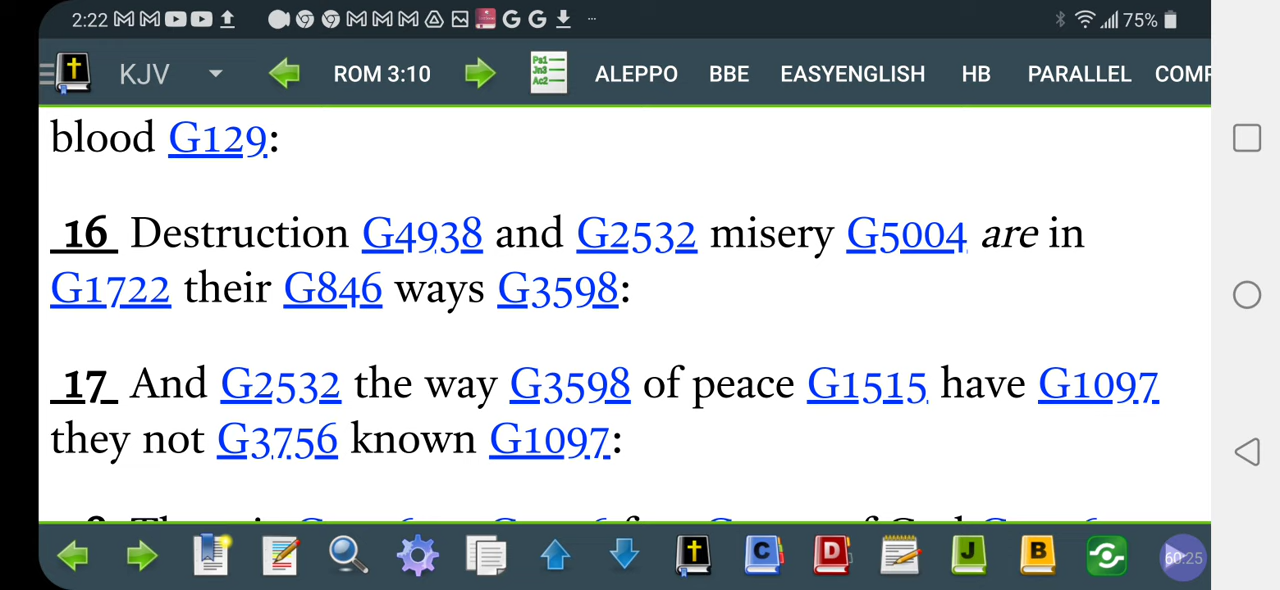 2:22 75%
KJV ROM 3:10 ALEPPO BBE EASYENGLISH HB PARALLEL COMP
blood G129:
16 Destruction G4938 and G2532 misery G5004 are in
G1722 their G846 ways G3598:
17 And G2532 the way G3598 of peace G1515 have G1097
they not G3756 known G1097:
C D J B 60:25